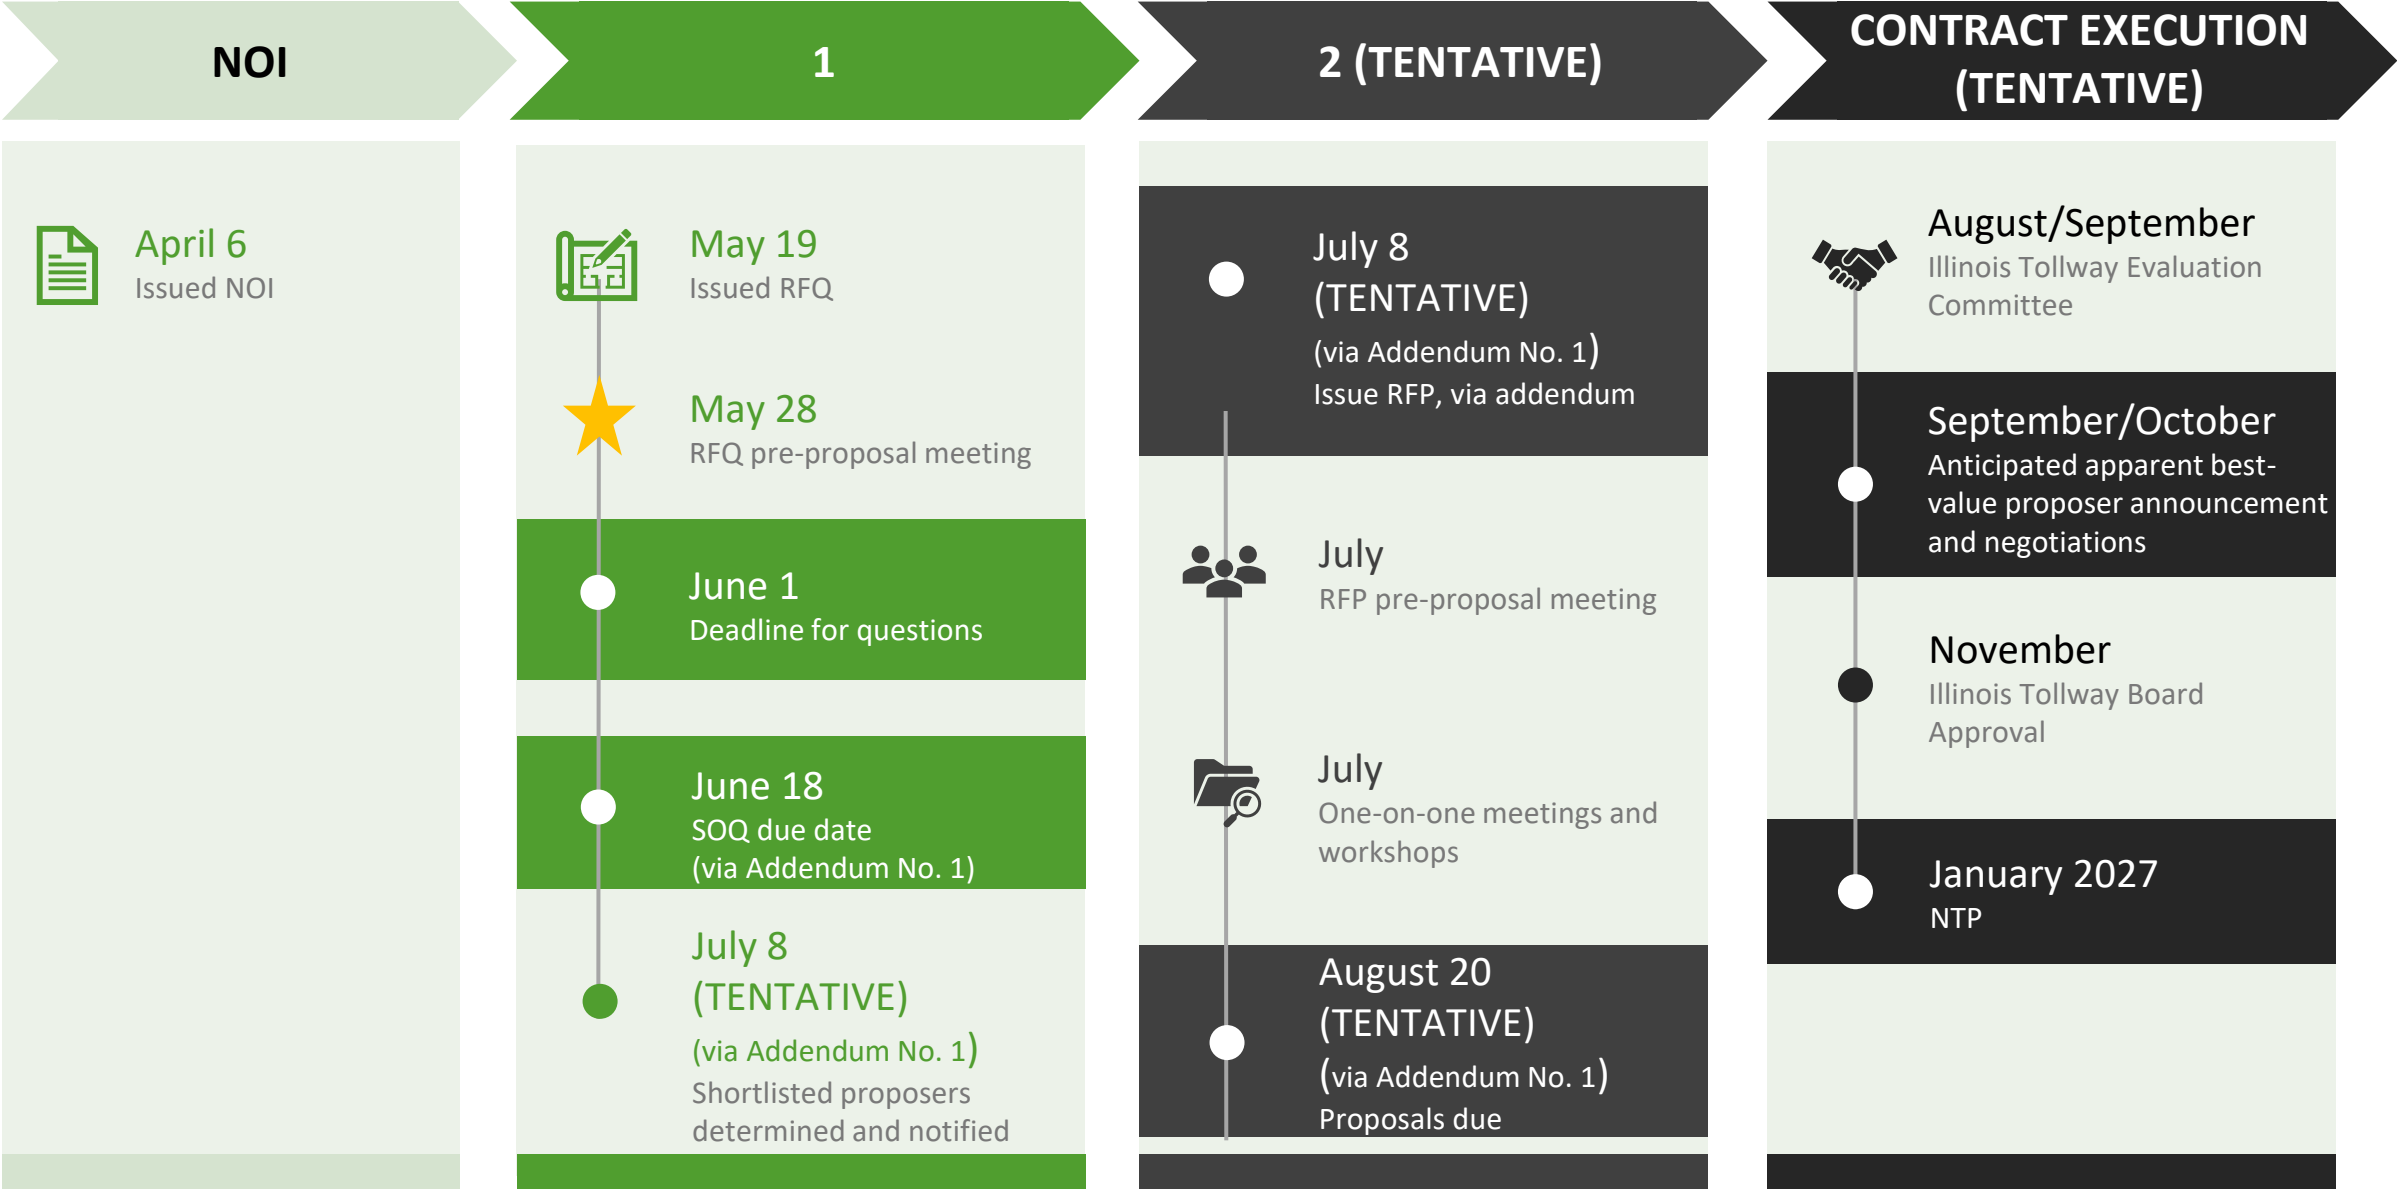 NOI
April 6
Issued NOI
1
May 19
Issued RFQ
May 28
RFQ pre-proposal meeting
June 1
Deadline for questions
June 18
SOQ due date
(via Addendum No. 1)
July 8
(TENTATIVE)
(via Addendum No. 1)
Shortlisted proposers
determined and notified
2 (TENTATIVE)
July 8
(TENTATIVE)
(via Addendum No. 1)
Issue RFP, via addendum
July
RFP pre-proposal meeting
July
One-on-one meetings and
workshops
August 20
(TENTATIVE)
(via Addendum No. 1)
Proposals due
CONTRACT EXECUTION
(TENTATIVE)
August/September
Illinois Tollway Evaluation
Committee
September/October
Anticipated apparent best-
value proposer announcement
and negotiations
November
Illinois Tollway Board
Approval
January 2027
NTP